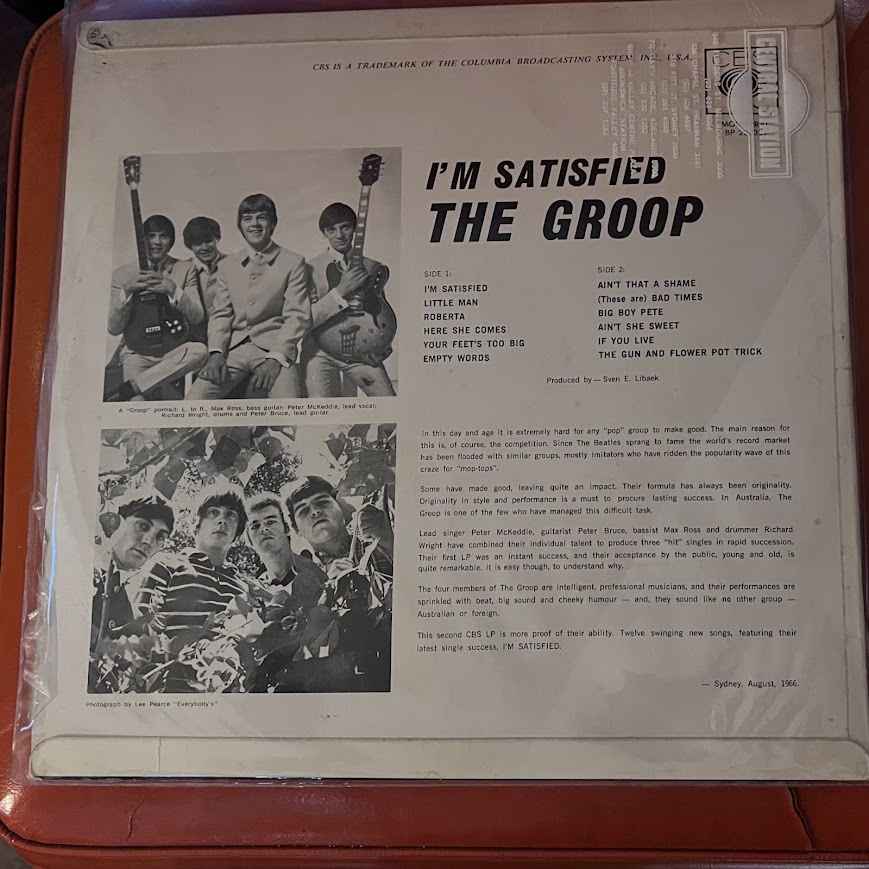 CBS IS A TRADEMARK OF THE COLUMBIA BROADCASTING SYSTEM, INC., U.S.A.
CBS
CENTRAL STATION
I'M SATISFIED
THE GROOP
SIDE 1:
I'M SATISFIED
LITTLE MAN
ROBERTA
HERE SHE COMES
YOUR FEET'S TOO BIG
EMPTY WORDS
SIDE 2:
AIN'T THAT A SHAME
(These are) BAD TIMES
BIG BOY PETE
AIN'T SHE SWEET
IF YOU LIVE
THE GUN AND FLOWER POT TRICK
Produced by — Sven E. Libaek
A "Groop" portrait: L. to R., Max Ross, bass guitar; Peter McKeddie, lead vocal;
Richard Wright, drums and Peter Bruce, lead guitar
In this day and age it is extremely hard for any "pop" group to make good. The main reason for
this is, of course, the competition. Since The Beatles sprang to fame the world's record market
has been flooded with similar groups, mostly imitators who have ridden the popularity wave of this
craze for "mop-tops".
Some have made good, leaving quite an impact. Their formula has always been originality.
Originality in style and performance is a must to procure lasting success. In Australia, The
Groop is one of the few who have managed this difficult task.
Lead singer Peter McKeddie, guitarist Peter Bruce, bassist Max Ross and drummer Richard
Wright have combined their individual talent to produce three "hit" singles in rapid succession.
Their first LP was an instant success, and their acceptance by the public, young and old, is
quite remarkable. It is easy though, to understand why.
The four members of The Groop are intelligent, professional musicians, and their performances are
sprinkled with beat, big sound and cheeky humour — and, they sound like no other group —
Australian or foreign.
This second CBS LP is more proof of their ability. Twelve swinging new songs, featuring their
latest single success, I'M SATISFIED.
— Sydney, August, 1966.
Photograph by Lee Pearce "Everybody's"